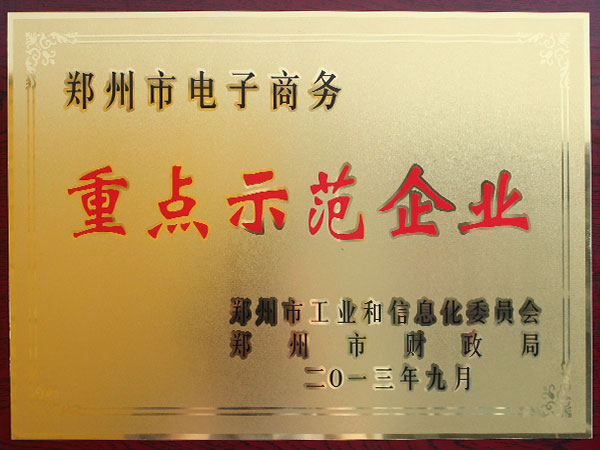 郑州市电子商务
重点示范企业
郑州市工业和信息化委员会
郑州市财政局
二〇一三年九月